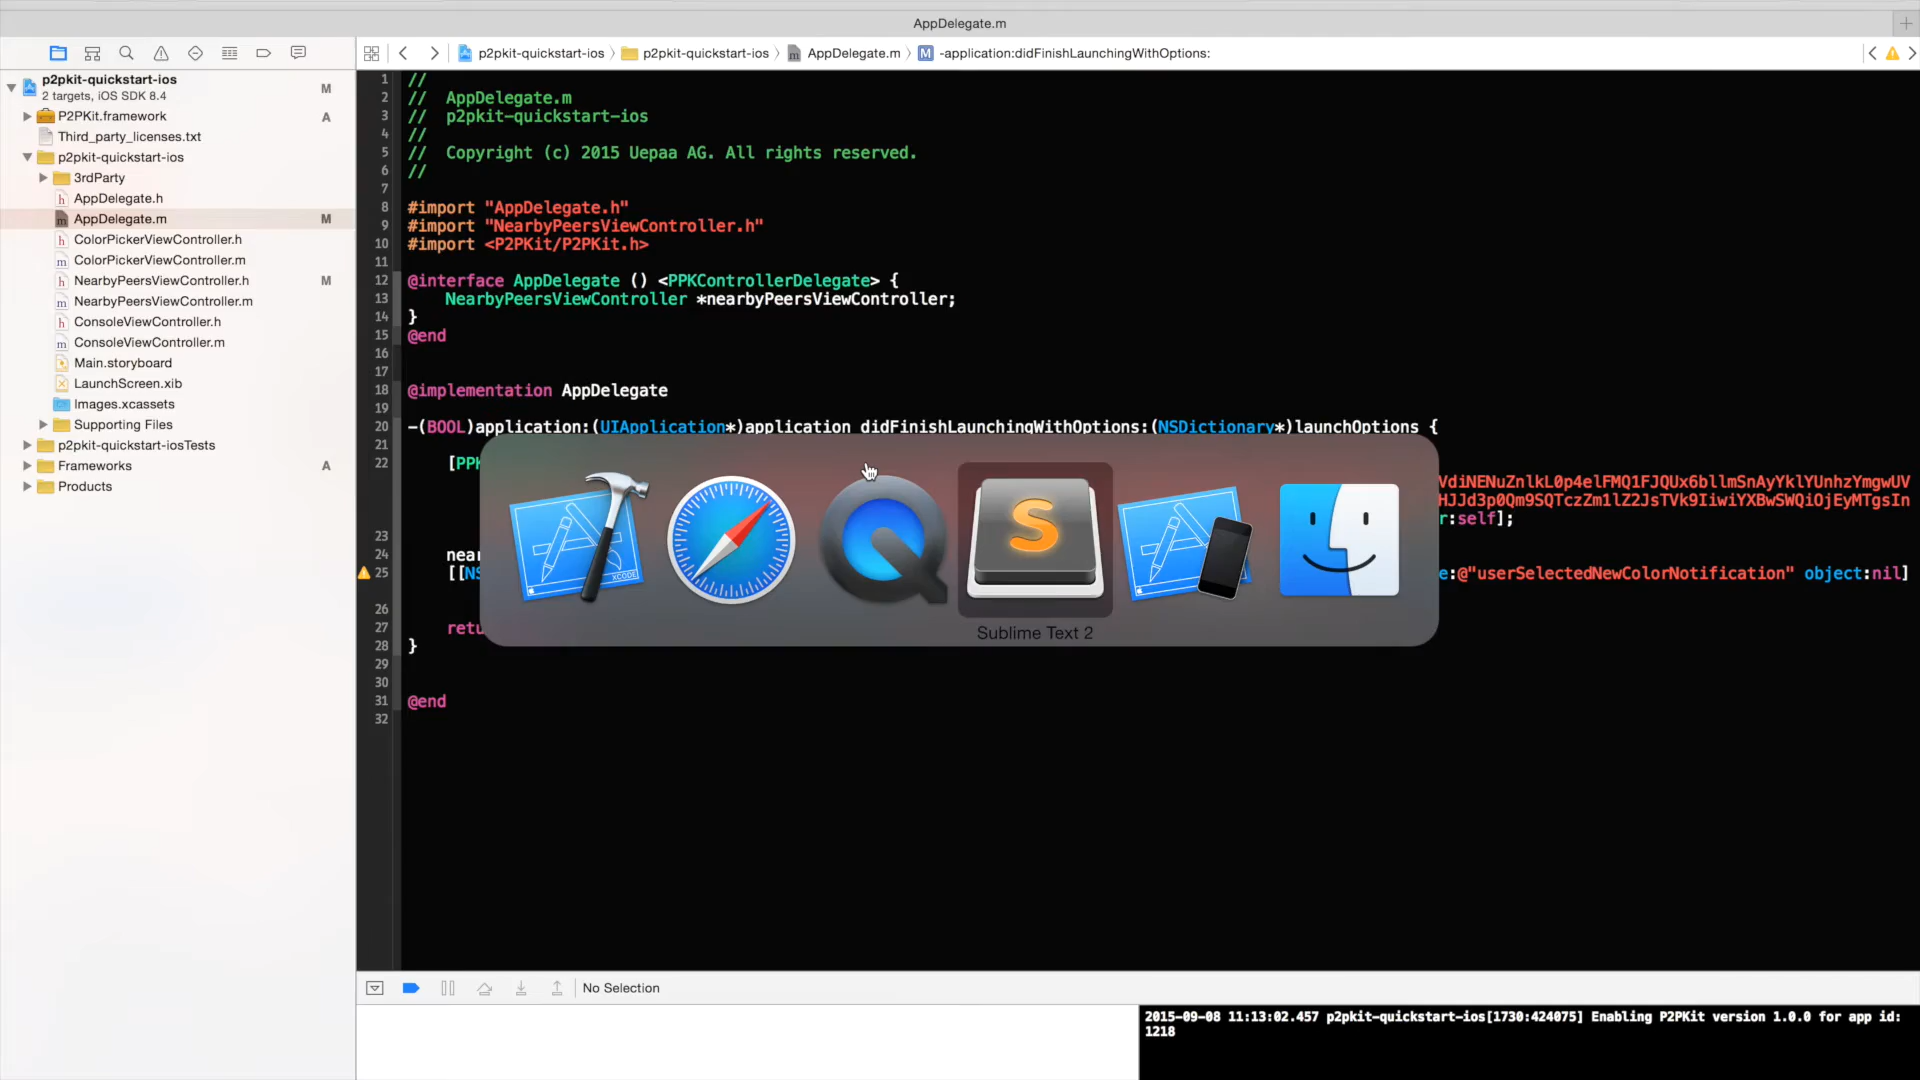 AppDelegate.m
p2pkit-quickstart-ios
p2pkit-quickstart-ios
AppDelegate.m
M
-application:didFinishLaunchingWithOptions:
p2pkit-quickstart-ios
M
2 targets, iOS SDK 8.4
P2PKit.framework
A
Third_party_licenses.txt
p2pkit-quickstart-ios
3rdParty
AppDelegate.h
AppDelegate.m
M
ColorPickerViewController.h
ColorPickerViewController.m
NearbyPeersViewController.h
M
NearbyPeersViewController.m
ConsoleViewController.h
ConsoleViewController.m
Main.storyboard
LaunchScreen.xib
Images.xcassets
Supporting Files
p2pkit-quickstart-iosTests
Frameworks
A
Products
1 //
2 //  AppDelegate.m
3 //  p2pkit-quickstart-ios
4 //
5 //  Copyright (c) 2015 Uepaa AG. All rights reserved.
6 //
7
8 #import "AppDelegate.h"
9 #import "NearbyPeersViewController.h"
10 #import <P2PKit/P2PKit.h>
11
12 @interface AppDelegate () <PPKControllerDelegate> {
13     NearbyPeersViewController *nearbyPeersViewController;
14 }
15 @end
16
17
18 @implementation AppDelegate
19
20 -(BOOL)application:(UIApplication*)application didFinishLaunchingWithOptions:(NSDictionary*)launchOptions {
21
22     [PPK
r:self];
23
24     near
25     [[NS
e:@"userSelectedNewColorNotification" object:nil]
26
27     retu
28 }
29
30
31 @end
32
XCODE
S
Sublime Text 2
No Selection
2015-09-08 11:13:02.457 p2pkit-quickstart-ios[1730:424075] Enabling P2PKit version 1.0.0 for app id:
1218